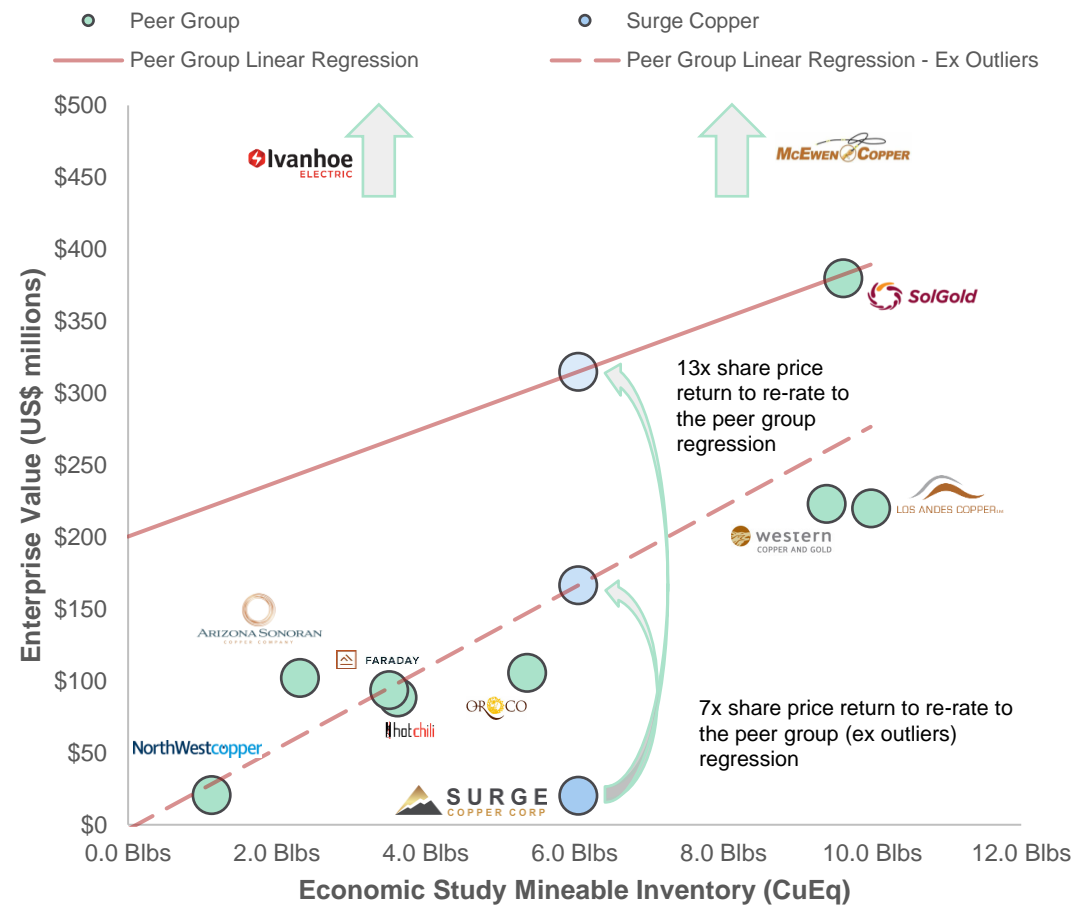 Peer Group
Surge Copper
Peer Group Linear Regression
Peer Group Linear Regression - Ex Outliers
$500
$450
$400
$350
$300
$250
$200
$150
$100
$50
$0
Enterprise Value (US$ millions)
Ivanhoe
ELECTRIC
McEWEN COPPER
SolGold
13x share price
return to re-rate to
the peer group
regression
LOS ANDES COPPER
western
COPPER AND GOLD
ARIZONA SONORAN
COPPER COMPANY
FARADAY
OROCO
hotchili
NorthWestcopper
7x share price return to re-rate to
the peer group (ex outliers)
regression
SURGE
COPPER CORP
0.0 Blbs
2.0 Blbs
4.0 Blbs
6.0 Blbs
8.0 Blbs
10.0 Blbs
12.0 Blbs
Economic Study Mineable Inventory (CuEq)